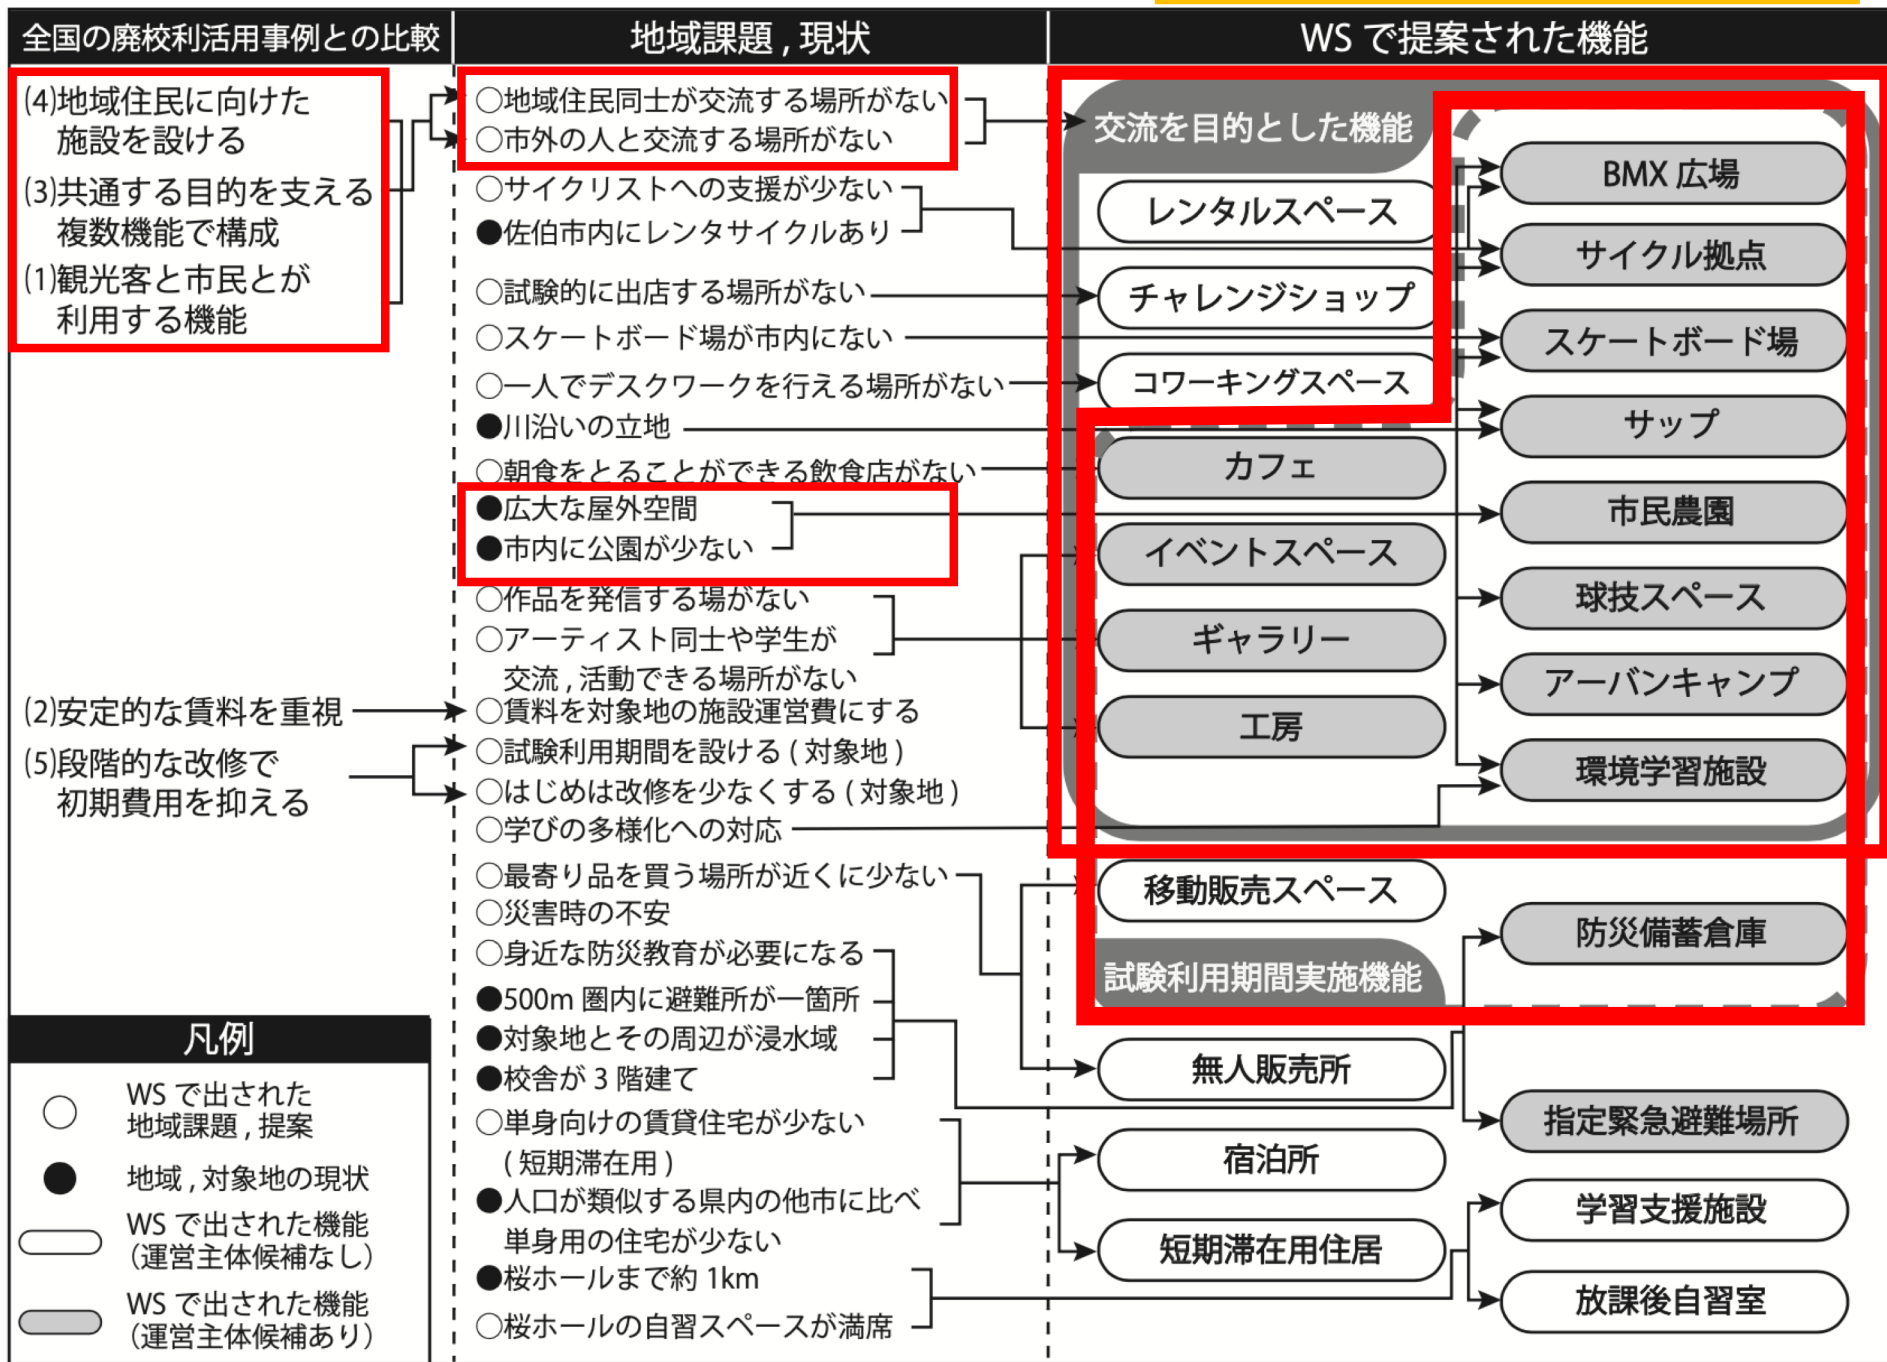 全国の廃校利活用事例との比較
地域課題 , 現状
WS で提案された機能
(4)地域住民に向けた
施設を設ける
(3)共通する目的を支える
複数機能で構成
(1)観光客と市民とが
利用する機能
(2)安定的な賃料を重視
(5)段階的な改修で
初期費用を抑える
○地域住民同士が交流する場所がない
○市外の人と交流する場所がない
○サイクリストへの支援が少ない
●佐伯市内にレンタサイクルあり
○試験的に出店する場所がない
○スケートボード場が市内にない
○一人でデスクワークを行える場所がない
●川沿いの立地
○朝食をとることができる飲食店がない
●広大な屋外空間
●市内に公園が少ない
○作品を発信する場がない
○アーティスト同士や学生が
交流 , 活動できる場所がない
○賃料を対象地の施設運営費にする
○試験利用期間を設ける ( 対象地 )
○はじめは改修を少なくする ( 対象地 )
○学びの多様化への対応
○最寄り品を買う場所が近くに少ない
○災害時の不安
○身近な防災教育が必要になる
●500m 圏内に避難所が一箇所
●対象地とその周辺が浸水域
●校舎が 3 階建て
○単身向けの賃貸住宅が少ない
( 短期滞在用 )
●人口が類似する県内の他市に比べ
単身用の住宅が少ない
●桜ホールまで約 1km
○桜ホールの自習スペースが満席
交流を目的とした機能
レンタルスペース
チャレンジショップ
コワーキングスペース
カフェ
イベントスペース
ギャラリー
工房
移動販売スペース
試験利用期間実施機能
無人販売所
宿泊所
短期滞在用住居
BMX 広場
サイクル拠点
スケートボード場
サップ
市民農園
球技スペース
アーバンキャンプ
環境学習施設
防災備蓄倉庫
指定緊急避難場所
学習支援施設
放課後自習室
凡例
WS で出された
地域課題 , 提案
地域 , 対象地の現状
WS で出された機能
（運営主体候補なし）
WS で出された機能
（運営主体候補あり）